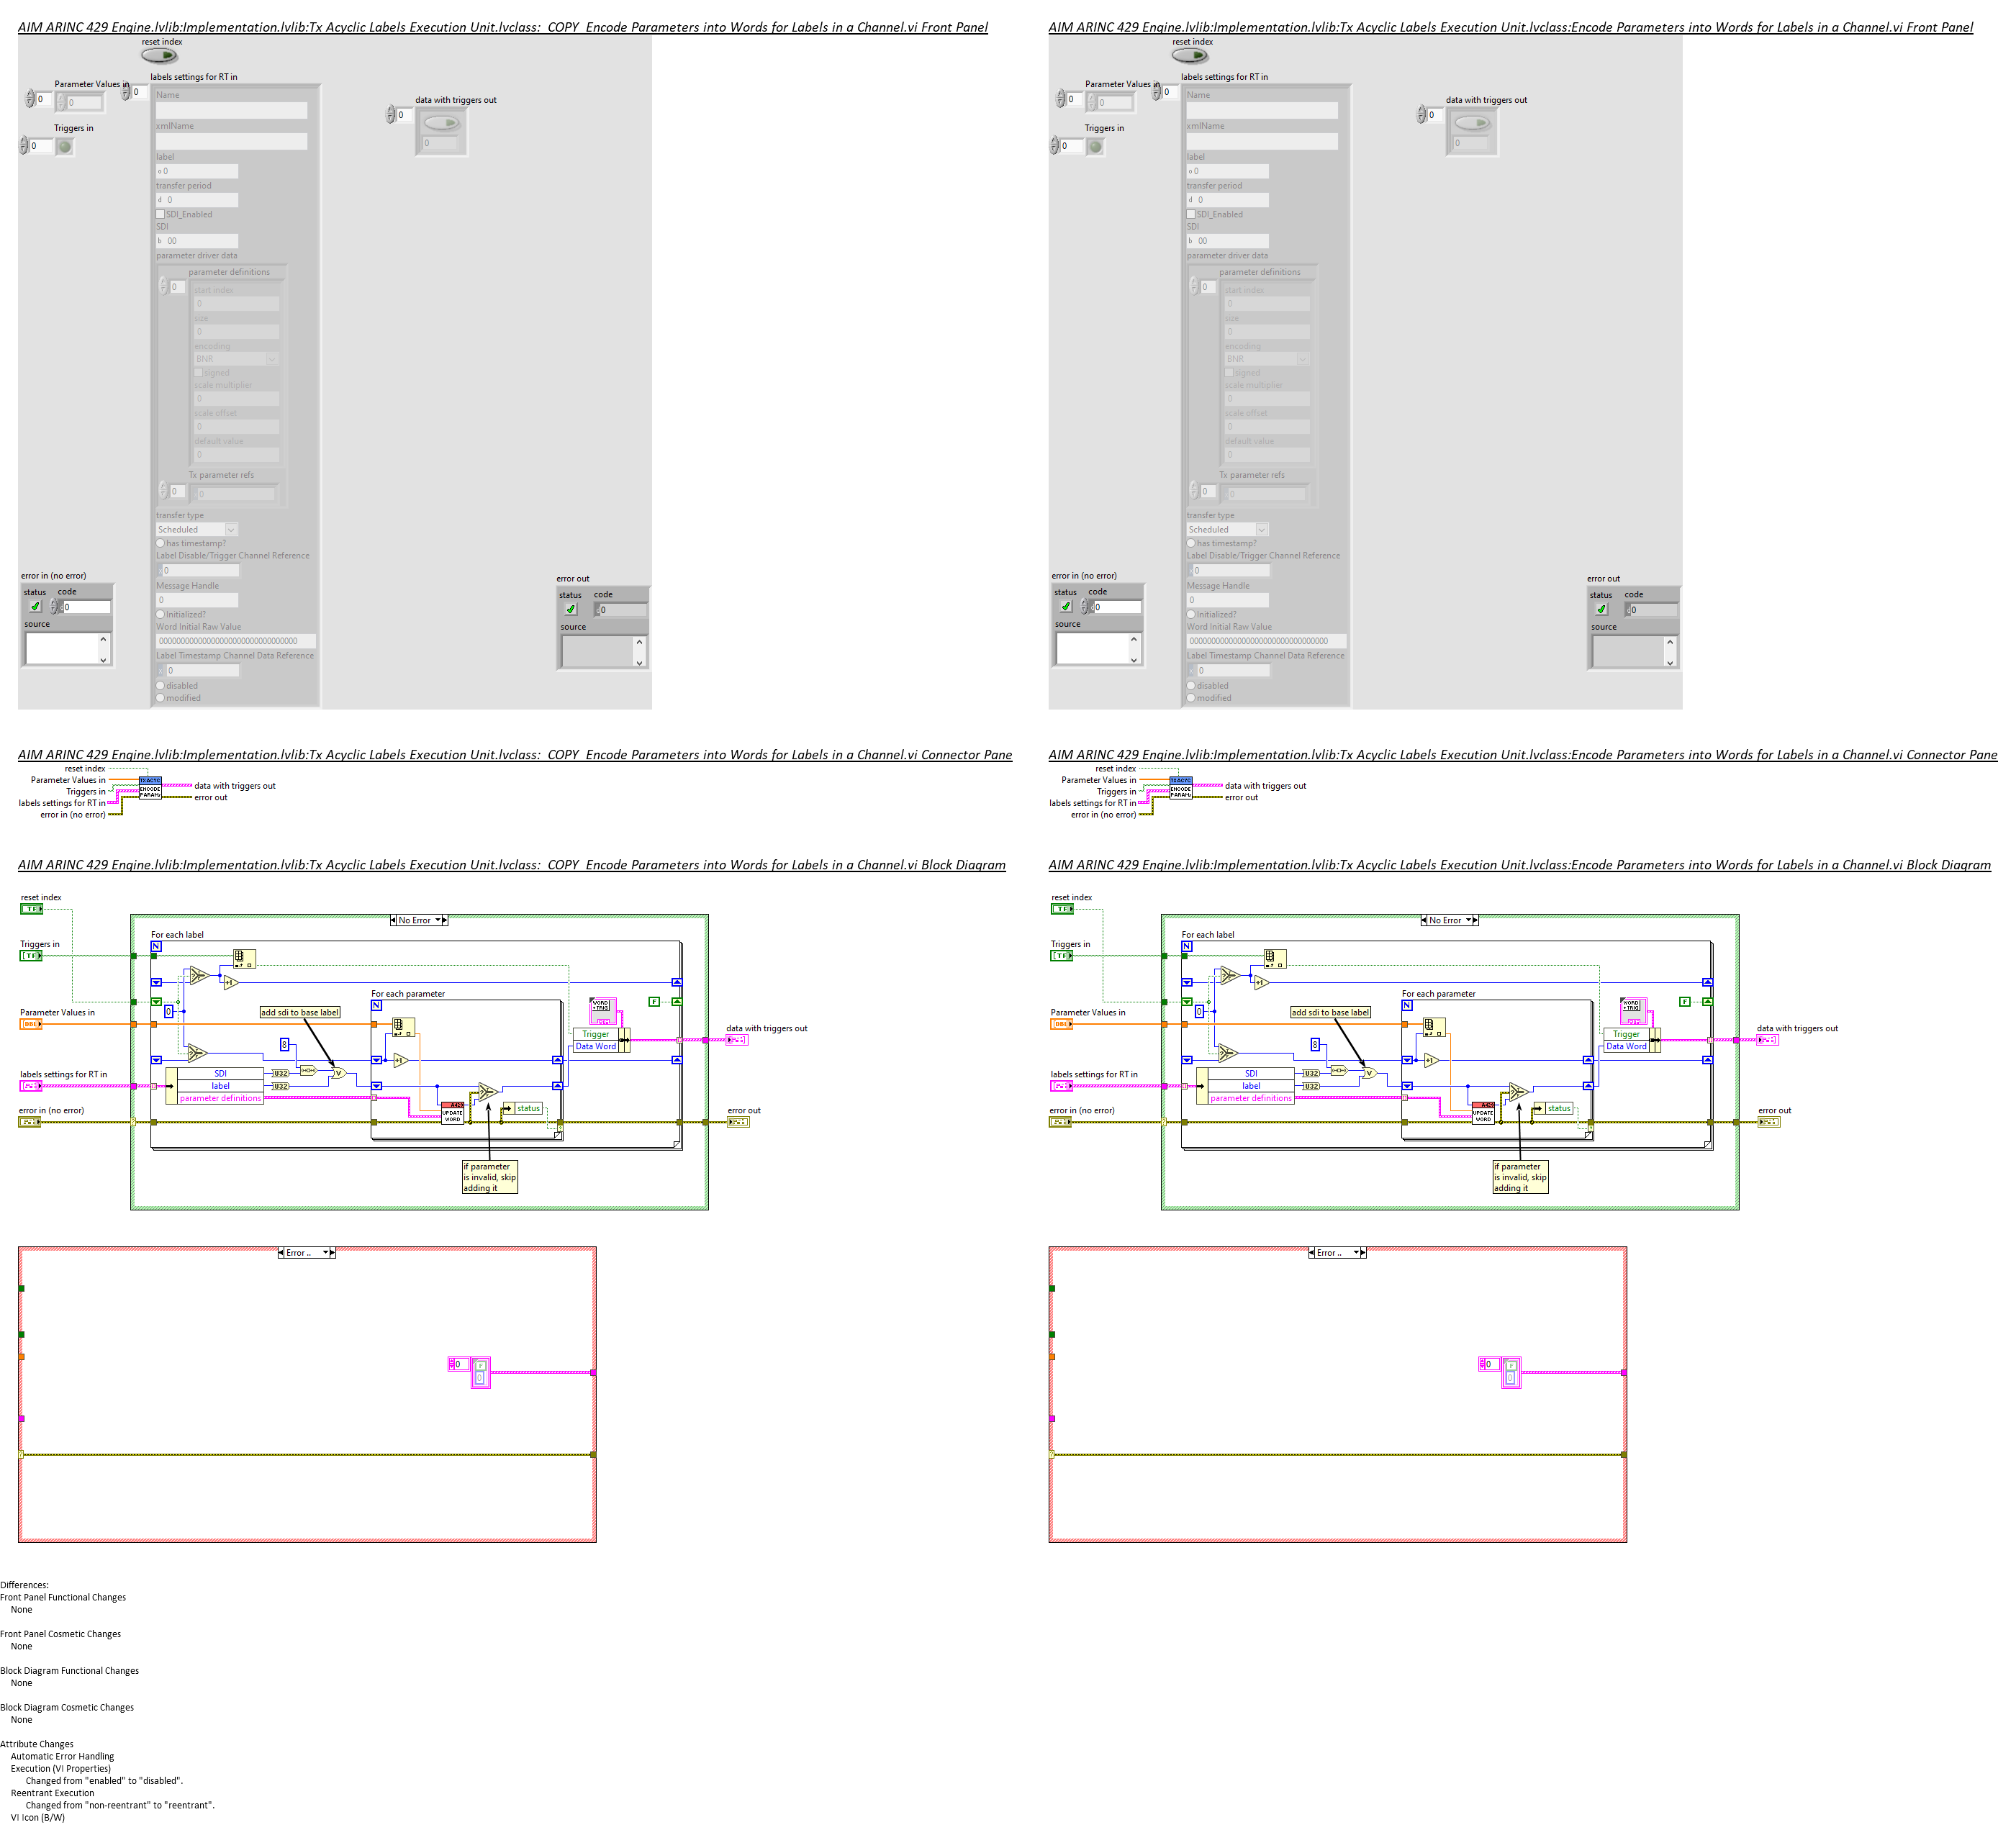 AIM ARINC 429 Engine.lvlib:Implementation.lvlib:Tx Acyclic Labels Execution Unit.lvclass:  COPY  Encode Parameters into Words for Labels in a Channel.vi Front Panel
reset index
labels settings for RT in
Parameter Values in
0
0
0
Triggers in
0
Name
xmlName
label
o 0
transfer period
d 0
SDI_Enabled
SDI
b 00
parameter driver data
parameter definitions
0
start index
0
size
0
encoding
BNR
signed
scale multiplier
0
scale offset
0
default value
0
Tx parameter refs
0
0
transfer type
Scheduled
has timestamp?
Label Disable/Trigger Channel Reference
0
Message Handle
0
Initialized?
Word Initial Raw Value
00000000000000000000000000000000
Label Timestamp Channel Data Reference
0
disabled
modified
data with triggers out
0
0
error in (no error)
status code
0
source
error out
status code
0
source
AIM ARINC 429 Engine.lvlib:Implementation.lvlib:Tx Acyclic Labels Execution Unit.lvclass:Encode Parameters into Words for Labels in a Channel.vi Front Panel
reset index
labels settings for RT in
Parameter Values in
0
0
0
Triggers in
0
Name
xmlName
label
o 0
transfer period
d 0
SDI_Enabled
SDI
b 00
parameter driver data
parameter definitions
0
start index
0
size
0
encoding
BNR
signed
scale multiplier
0
scale offset
0
default value
0
Tx parameter refs
0
0
transfer type
Scheduled
has timestamp?
Label Disable/Trigger Channel Reference
0
Message Handle
0
Initialized?
Word Initial Raw Value
00000000000000000000000000000000
Label Timestamp Channel Data Reference
0
disabled
modified
data with triggers out
0
0
error in (no error)
status code
0
source
error out
status code
0
source
AIM ARINC 429 Engine.lvlib:Implementation.lvlib:Tx Acyclic Labels Execution Unit.lvclass:  COPY  Encode Parameters into Words for Labels in a Channel.vi Connector Pane
reset index
Parameter Values in
Triggers in
labels settings for RT in
error in (no error)
TX ACYC
ENCODE
PARAMs
data with triggers out
error out
AIM ARINC 429 Engine.lvlib:Implementation.lvlib:Tx Acyclic Labels Execution Unit.lvclass:Encode Parameters into Words for Labels in a Channel.vi Connector Pane
reset index
Parameter Values in
Triggers in
labels settings for RT in
error in (no error)
TX ACYC
ENCODE
PARAMs
data with triggers out
error out
AIM ARINC 429 Engine.lvlib:Implementation.lvlib:Tx Acyclic Labels Execution Unit.lvclass:  COPY  Encode Parameters into Words for Labels in a Channel.vi Block Diagram
reset index
TF
No Error
For each label
N
Triggers in
TF
+1
For each parameter
N
0
add sdi to base label
WORD
+TRIG
F
Parameter Values in
DBL
Trigger
Data Word
data with triggers out
8
+1
labels settings for RT in
SDI
label
parameter definitions
U32
U32
V
A429
UPDATE
WORD
status
error in (no error)
error out
if parameter
is invalid, skip
adding it
Error ..
0
F
0
AIM ARINC 429 Engine.lvlib:Implementation.lvlib:Tx Acyclic Labels Execution Unit.lvclass:Encode Parameters into Words for Labels in a Channel.vi Block Diagram
reset index
TF
No Error
For each label
N
Triggers in
TF
+1
For each parameter
N
0
add sdi to base label
WORD
+TRIG
F
Parameter Values in
DBL
Trigger
Data Word
data with triggers out
8
+1
labels settings for RT in
SDI
label
parameter definitions
U32
U32
V
A429
UPDATE
WORD
status
error in (no error)
error out
if parameter
is invalid, skip
adding it
Error ..
0
F
0
Differences:
Front Panel Functional Changes
None
Front Panel Cosmetic Changes
None
Block Diagram Functional Changes
None
Block Diagram Cosmetic Changes
None
Attribute Changes
Automatic Error Handling
Execution (VI Properties)
Changed from "enabled" to "disabled".
Reentrant Execution
Changed from "non-reentrant" to "reentrant".
VI Icon (B/W)